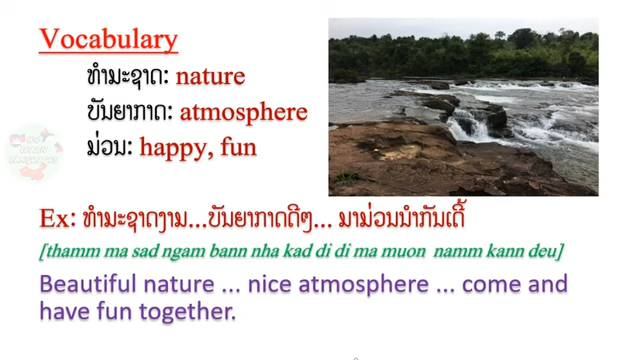 Vocabulary
ທຳມະຊາດ: nature
ບັນຍາກາດ: atmosphere
ມ່ວນ: happy, fun
Ex: ທຳມະຊາດງາມ...ບັນຍາກາດດີໆ... ມາມ່ວນນຳກັນເດີ້
[thamm ma sad ngam bann nha kad di di ma muon namm kann deu]
Beautiful nature ... nice atmosphere ... come and
have fun together.